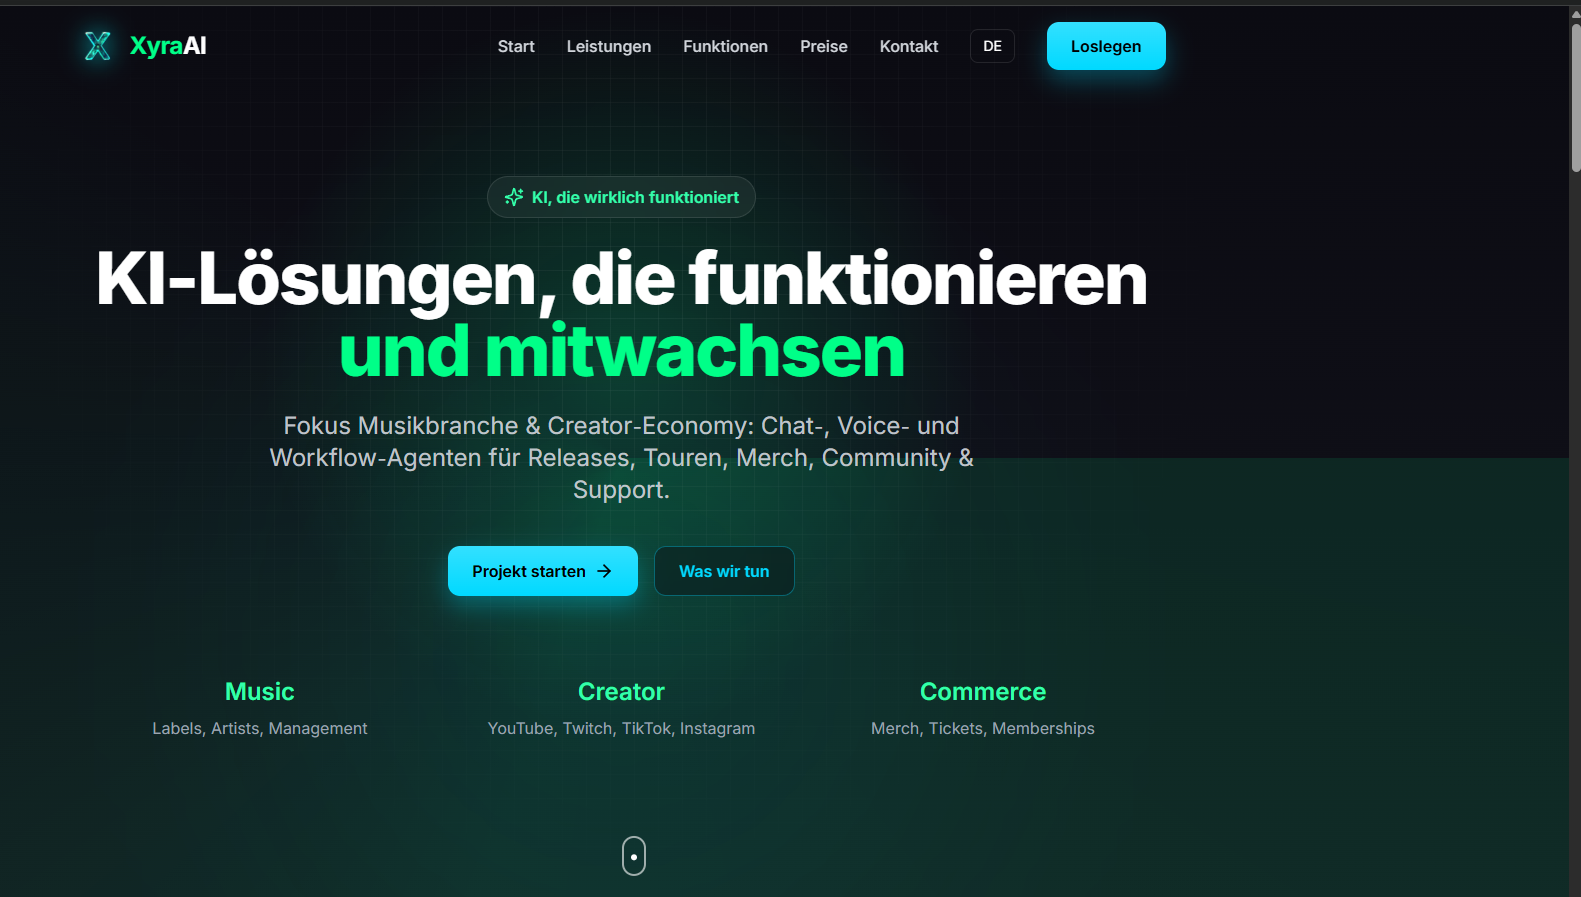 XyraAI
Start
Leistungen
Funktionen
Preise
Kontakt
DE
Loslegen
KI, die wirklich funktioniert
KI-Lösungen, die funktionieren
und mitwachsen
Fokus Musikbranche & Creator-Economy: Chat-, Voice- und
Workflow-Agenten für Releases, Touren, Merch, Community &
Support.
Projekt starten
Was wir tun
Music
Labels, Artists, Management
Creator
YouTube, Twitch, TikTok, Instagram
Commerce
Merch, Tickets, Memberships